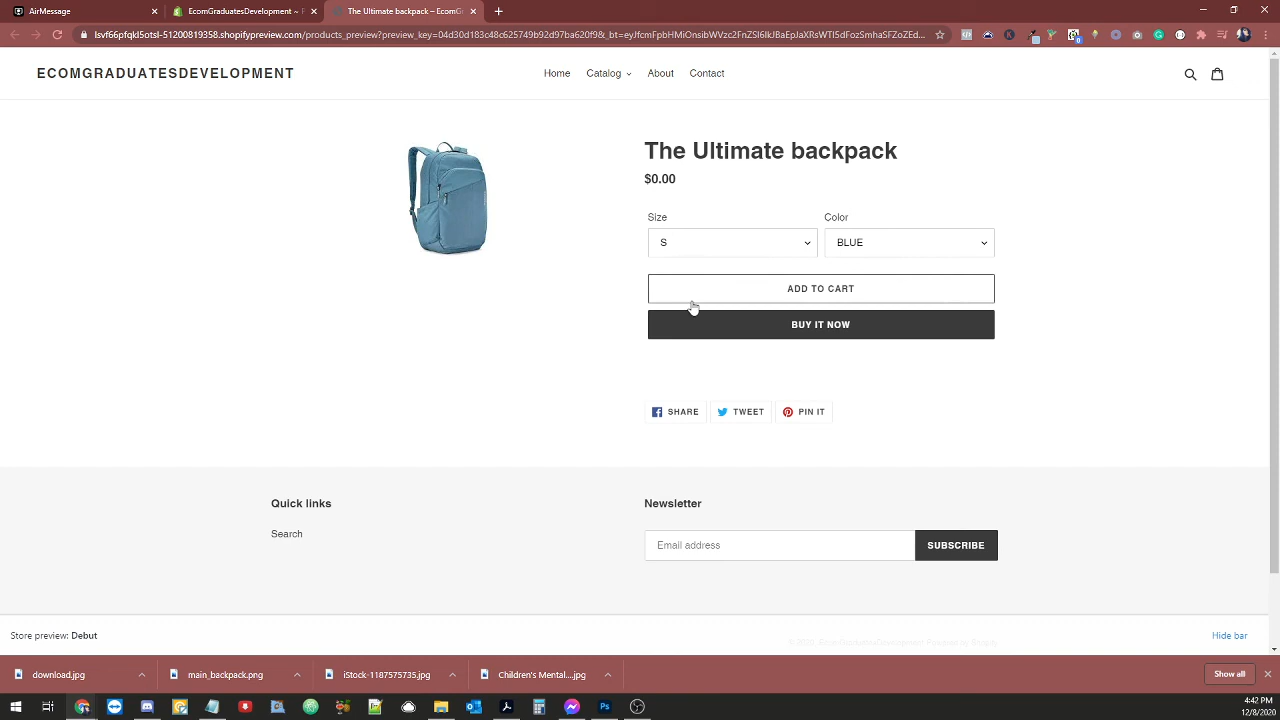 AirMessage
EcomGraduatesDevelopment ~ F
The Ultimate backpack – EcomGr
lsvf66pfqkl5otsl-51200819358.shopifypreview.com/products_preview?preview_key=04d30d183c48c625749b92d97ba620f9&_bt=eyJfcmFpbHMiOnsibWVzc2FnZSI6IkJBaEpJaXRsWTI5dFozSmhaSFZoZED...
ECOMGRADUATESDEVELOPMENT
Home
Catalog
About
Contact
The Ultimate backpack
$0.00
Size
Color
S
BLUE
ADD TO CART
BUY IT NOW
SHARE
TWEET
PIN IT
Quick links
Newsletter
Search
Email address
SUBSCRIBE
Store preview: Debut
Hide bar
download.jpg
main_backpack.png
iStock-1187575735.jpg
Children's Mental....jpg
Show all
4:42 PM
12/8/2020